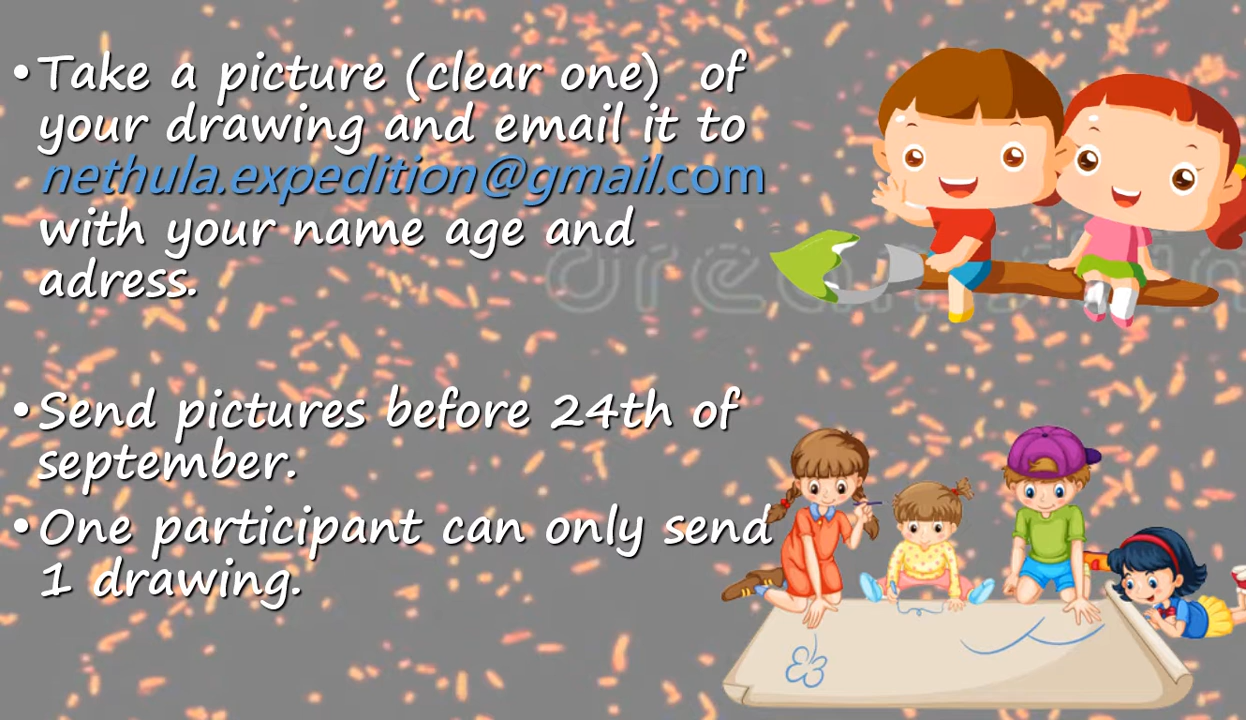 • Take a picture (clear one) of
your drawing and email it to
nethula.expedition@gmail.com
with your name age and
adress.
• Send pictures before 24th of
september.
• One participant can only send
1 drawing.